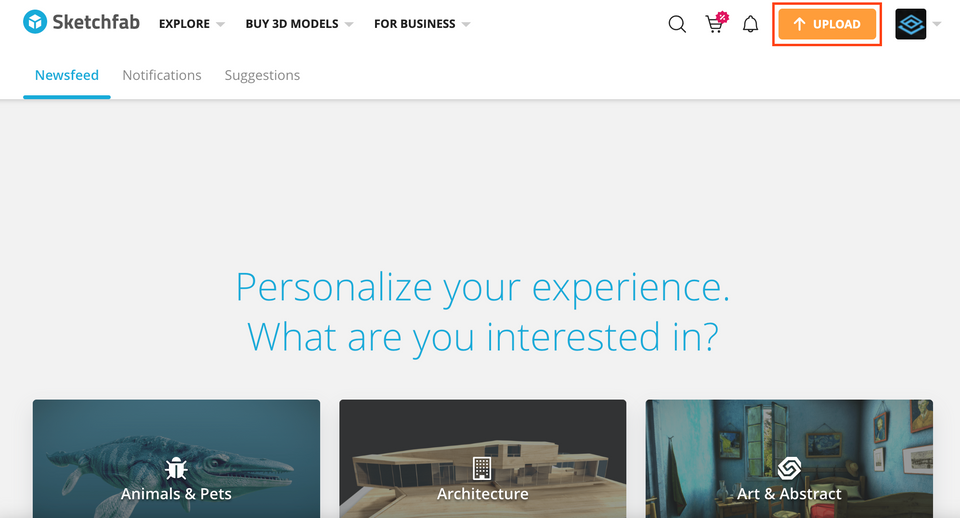 Sketchfab EXPLORE BUY 3D MODELS FOR BUSINESS % UPLOAD
Newsfeed Notifications Suggestions
Personalize your experience.
What are you interested in?
Animals & Pets Architecture Art & Abstract